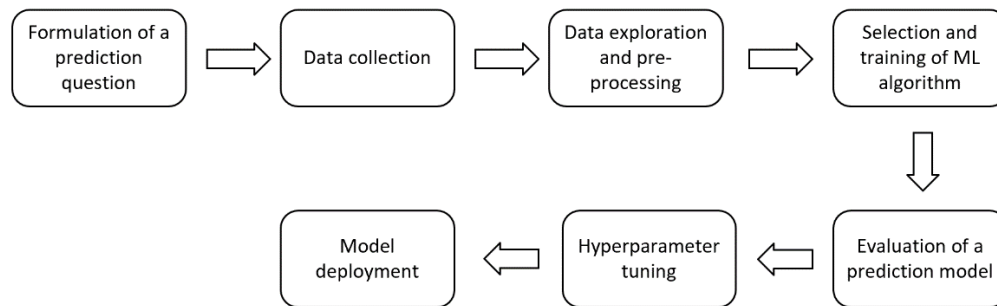 Formulation of a
prediction
question
Data collection
Data exploration
and pre-
processing
Selection and
training of ML
algorithm
Evaluation of a
prediction model
Hyperparameter
tuning
Model
deployment